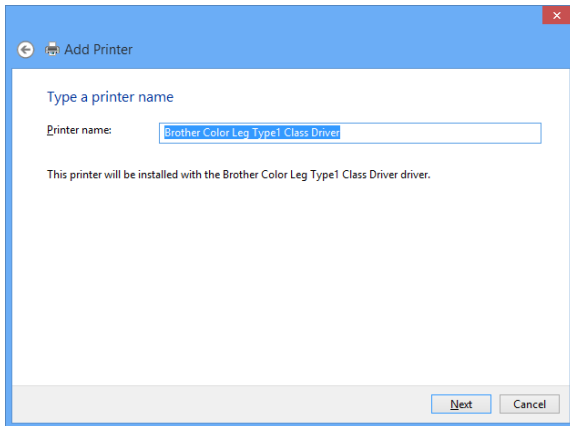 Add Printer
Type a printer name
Printer name: Brother Color Leg Type1 Class Driver
This printer will be installed with the Brother Color Leg Type1 Class Driver driver.
Next Cancel